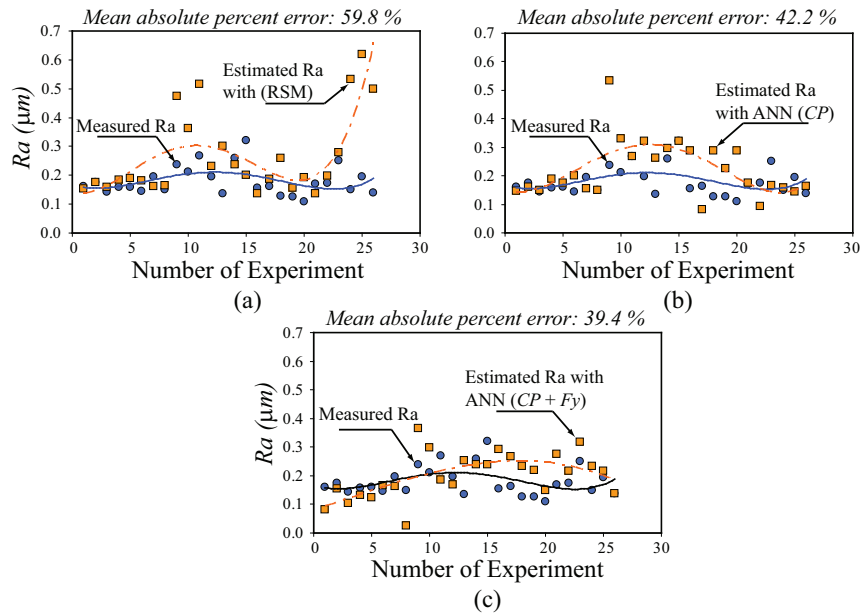 Mean absolute percent error: 59.8 %
Ra (μm)
0.7
0.6
0.5
0.4
0.3
0.2
0.1
0.0
Estimated Ra
with (RSM)
Measured Ra
0
5
10
15
20
25
30
Number of Experiment
(a)
Mean absolute percent error: 42.2 %
0.7
0.6
0.5
0.4
0.3
0.2
0.1
0.0
Estimated Ra
with ANN (CP)
Measured Ra
0
5
10
15
20
25
30
Number of Experiment
(b)
Mean absolute percent error: 39.4 %
Ra (μm)
0.7
0.6
0.5
0.4
0.3
0.2
0.1
0.0
Estimated Ra with
ANN (CP + Fy)
Measured Ra
0
5
10
15
20
25
30
Number of Experiment
(c)